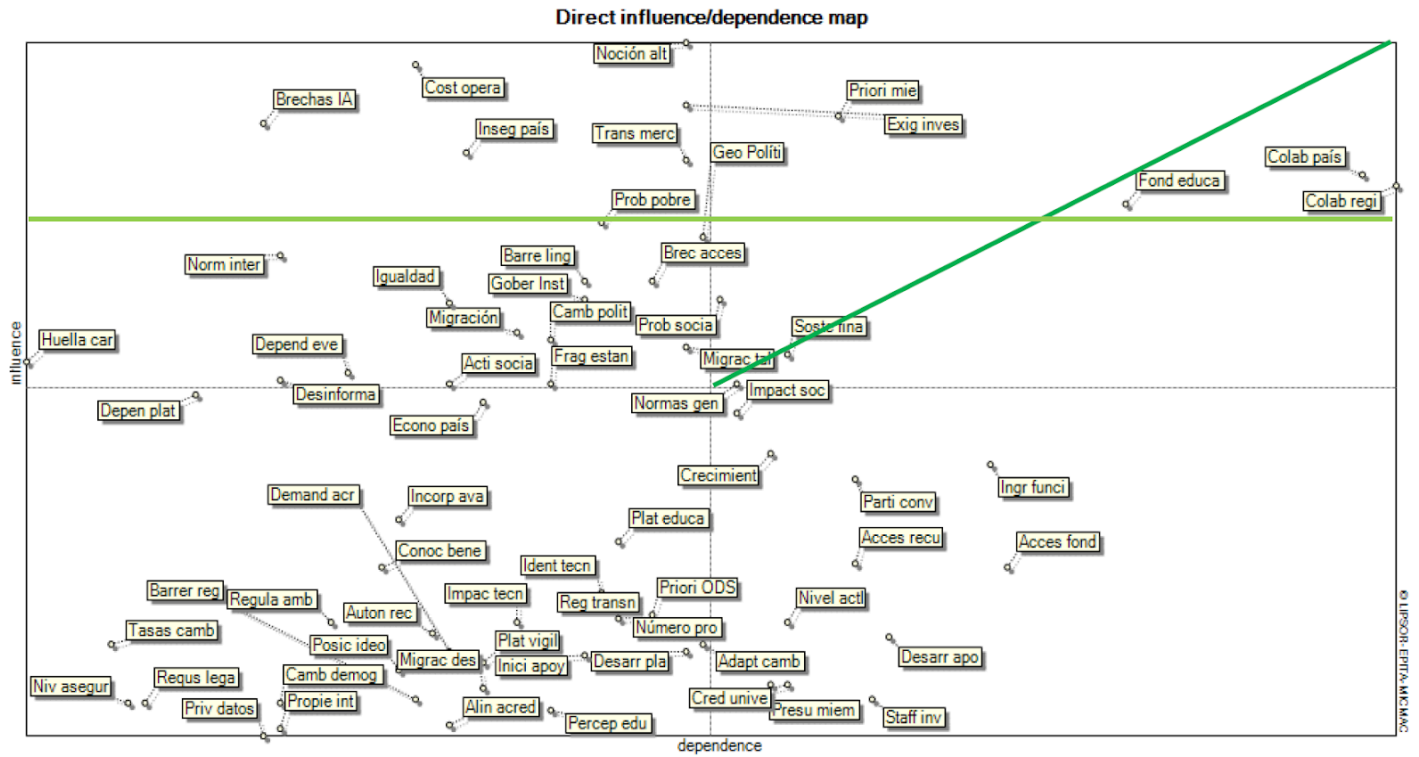 Direct influence/dependence map
Noción alt
Cost opera
Brechas IA
Priori mie
Exig inves
Inseg país
Trans merc
Geo Políti
Colab país
Fond educa
Colab regi
Prob pobre
Brec acces
Barre ling
Norm inter
Igualdad
Gober Inst
Camb polit
Migración
Prob socia
Soste fina
Huella car
Depend eve
Acti socia
Frag estan
Migrac tal
influence
Desinforma
Impact soc
Normas gen
Depen plat
Econo país
Crecimient
Ingr funci
Demand acr
Incorp ava
Parti conv
Plat educa
Acces recu
Acces fond
Conoc bene
Ident tecn
Barrer reg
Regula amb
Impac tecn
Priori ODS
Reg transn
Nivel actl
Auton rec
Tasas camb
Número pro
Posic ideo
Plat vigil
Migrac des
Inici apoy
Desarr pla
Adapt camb
Desarr apo
Requs lega
Camb demog
Niv asegur
Priv datos
Propie int
Alin acred
Cred unive
Presu miem
Staff inv
Percep edu
dependence
© LIPSOR-EPITA-MICMAC